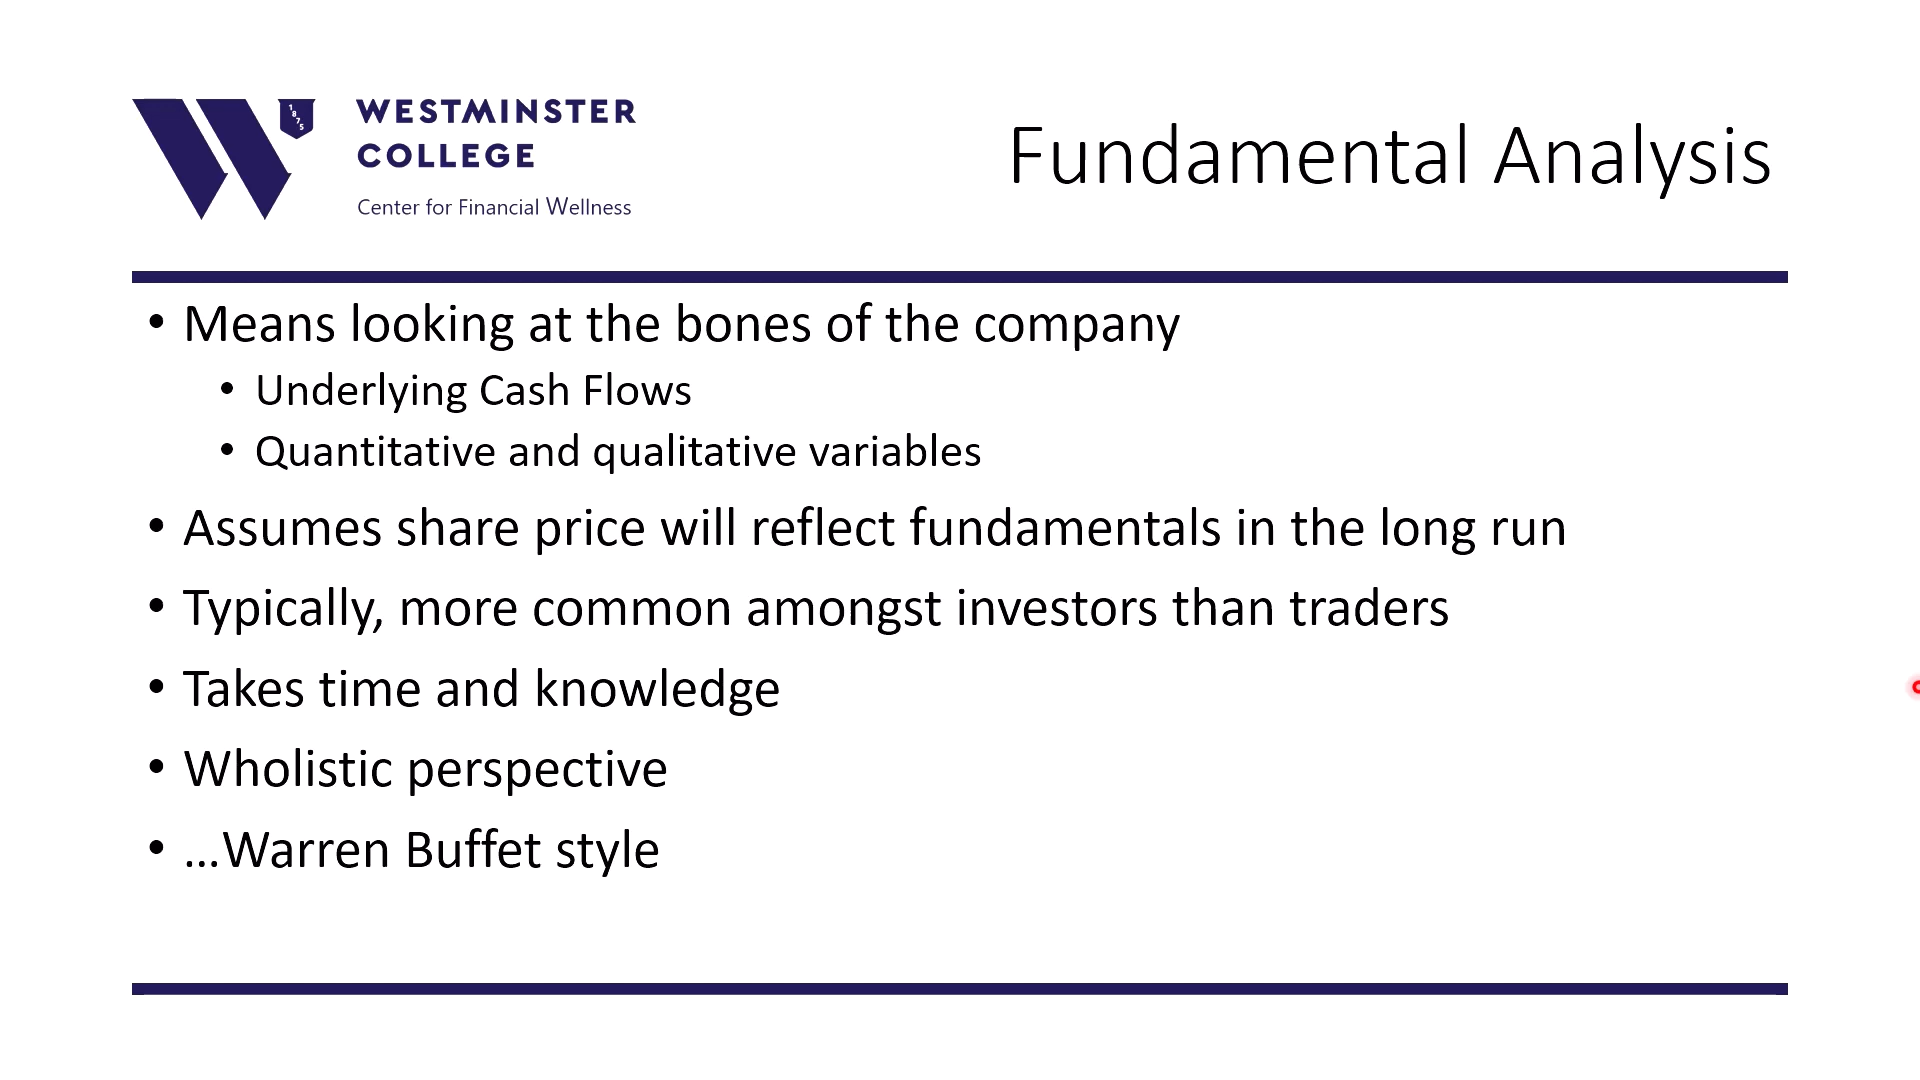 1875
WESTMINSTER
COLLEGE
Center for Financial Wellness
Fundamental Analysis
• Means looking at the bones of the company
• Underlying Cash Flows
• Quantitative and qualitative variables
• Assumes share price will reflect fundamentals in the long run
• Typically, more common amongst investors than traders
• Takes time and knowledge
• Wholistic perspective
• …Warren Buffet style